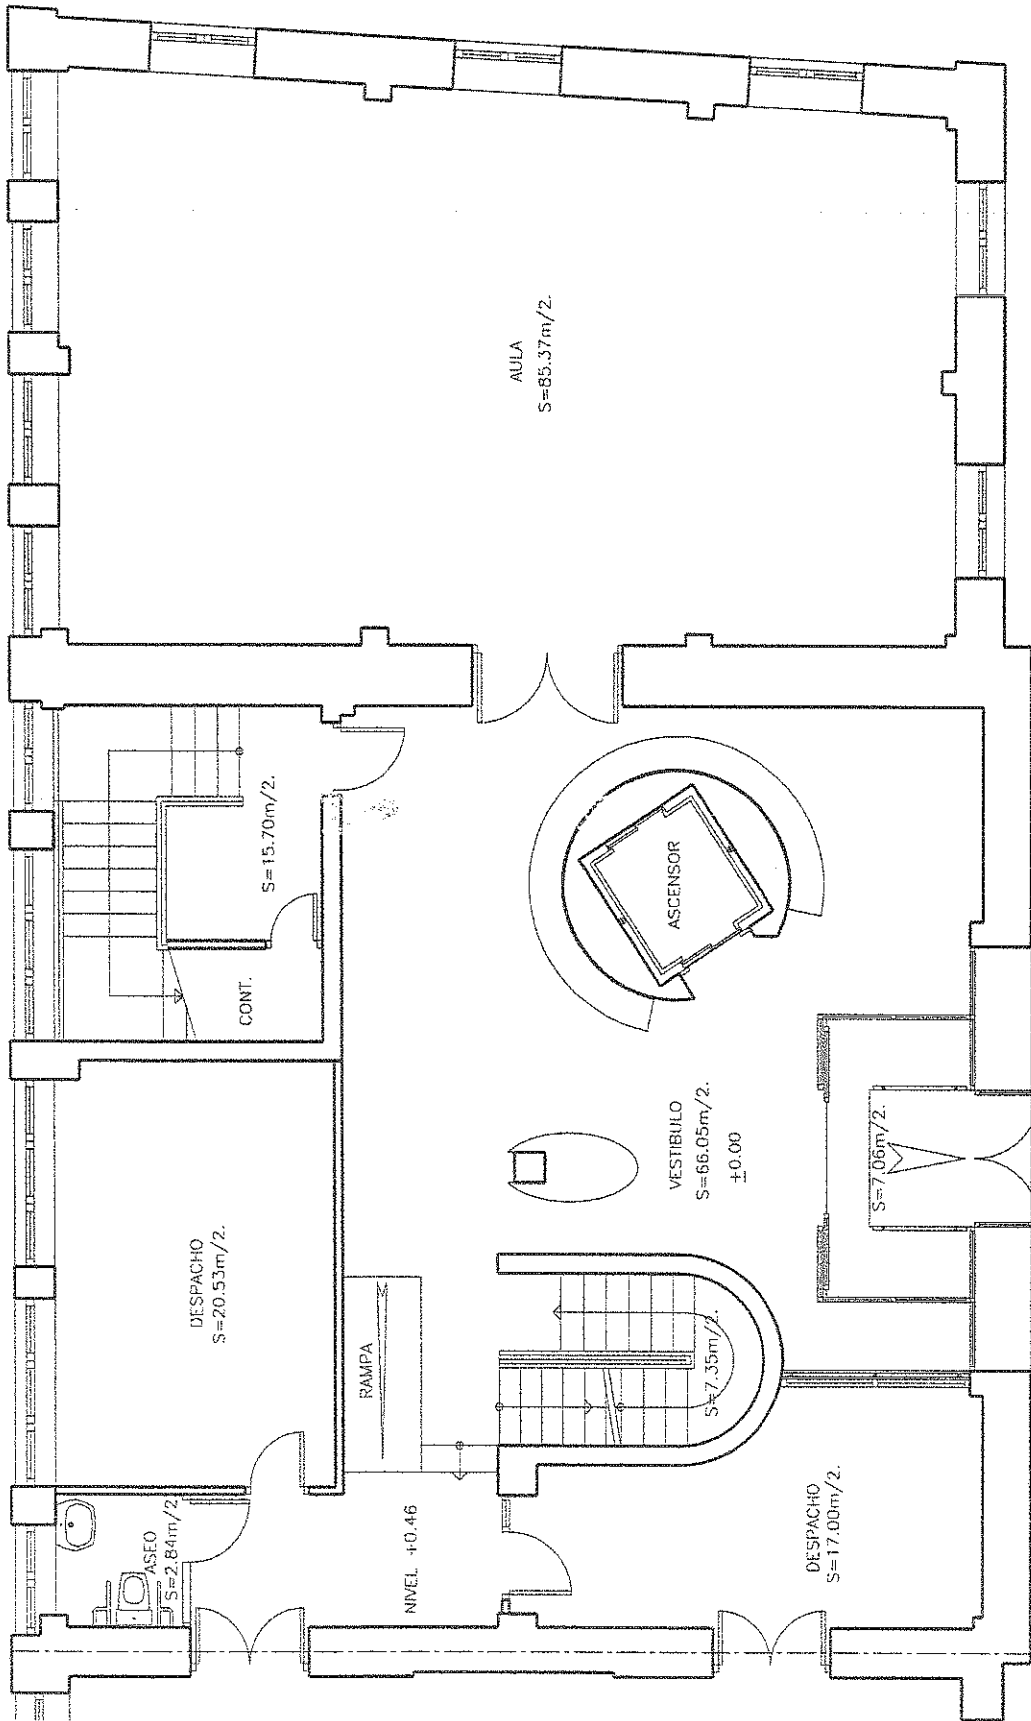 AULA
S=85.37m/2.
S=15.70m/2.
CONT.
ASCENSOR
VESTIBULO
S=66.05m/2.
±0.00
S=7.06m/2.
DESPACHO
S=20.53m/2.
RAMPA
S=7.35m/2.
ASEO
S=2.84m/2
NIVEL +0.46
DESPACHO
S=17.00m/2.